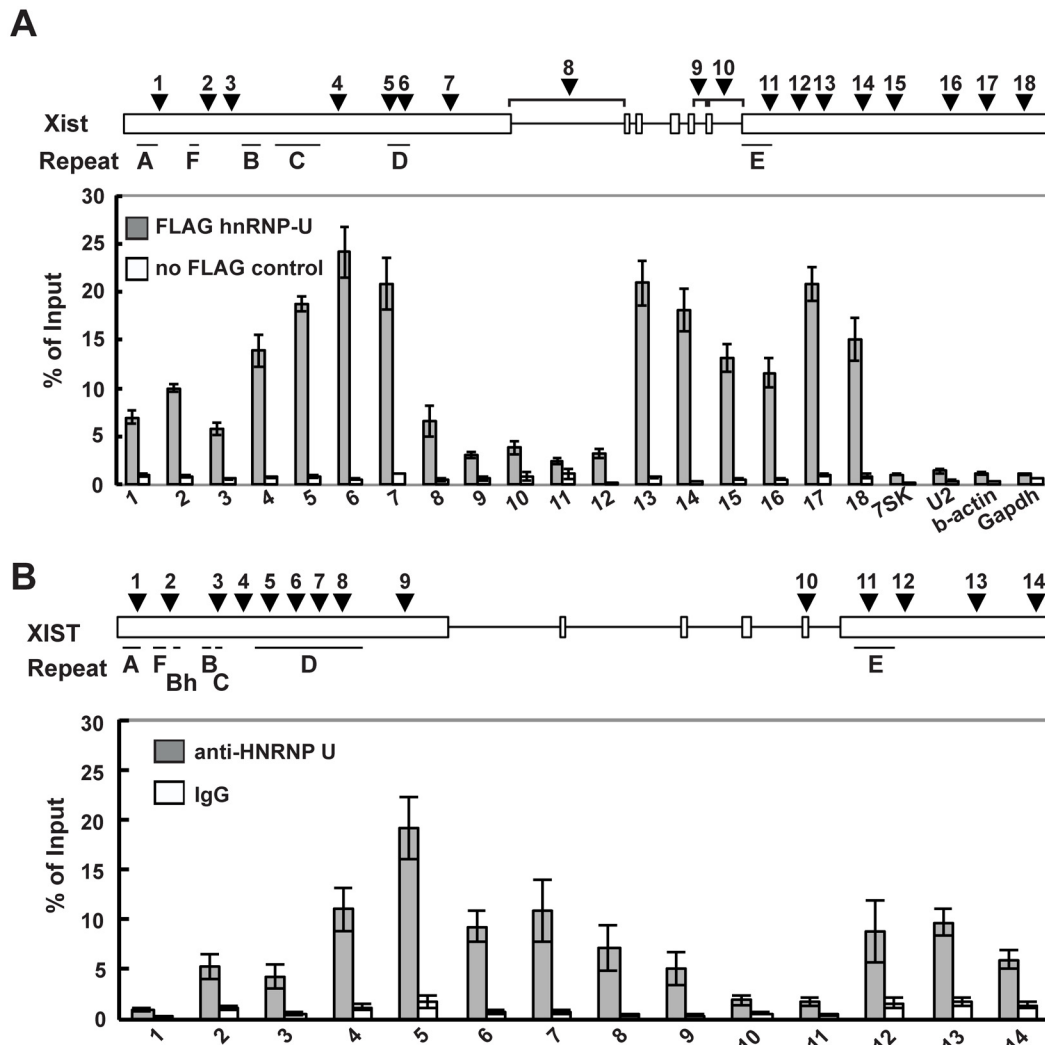 A
1 2 3 4 5 6 7 8 9 10 11 12 13 14 15 16 17 18
Xist
Repeat A F B C D E
30
25
20
15
10
5
0
% of Input
FLAG hnRNP-U
no FLAG control
1 2 3 4 5 6 7 8 9 10 11 12 13 14 15 16 17 18 7SK U2 b-actin Gapdh
B
1 2 3 4 5 6 7 8 9 10 11 12 13 14
XIST
Repeat A F Bh B C D E
30
25
20
15
10
5
0
% of Input
anti-HNRNP U
IgG
1 2 3 4 5 6 7 8 9 10 11 12 13 14